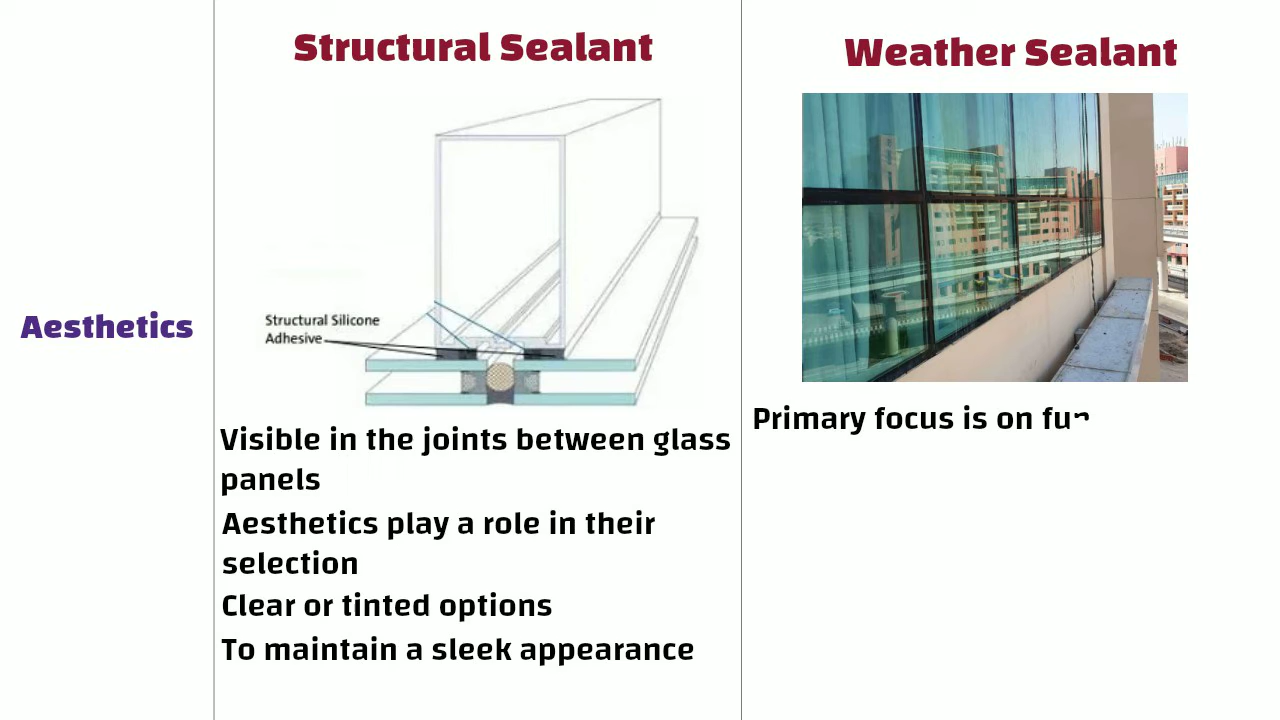 Structural Sealant
Weather Sealant
Aesthetics
Structural Silicone
Adhesive
Visible in the joints between glass
panels
Aesthetics play a role in their
selection
Clear or tinted options
To maintain a sleek appearance
Primary focus is on